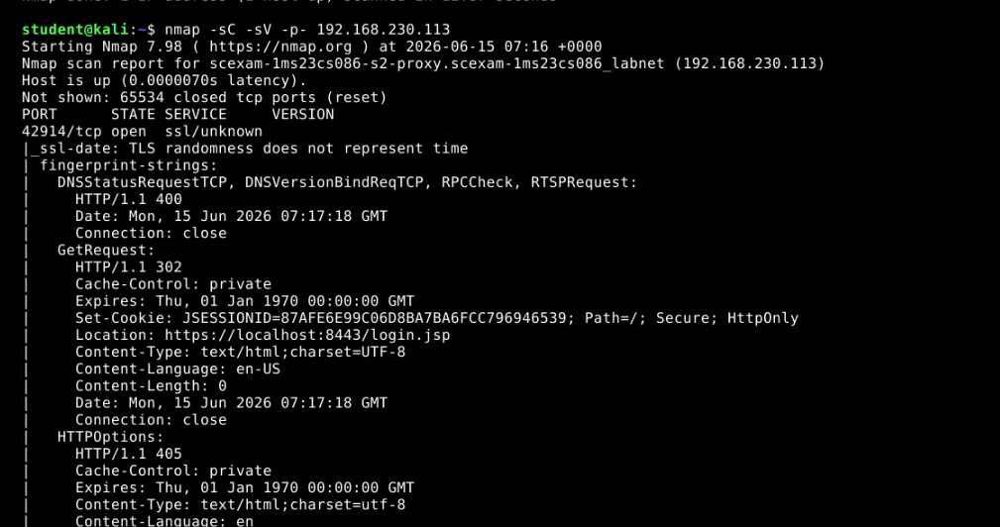 student@kali:~$ nmap -sC -sV -p- 192.168.230.113
Starting Nmap 7.98 ( https://nmap.org ) at 2026-06-15 07:16 +0000
Nmap scan report for scexam-1ms23cs086-s2-proxy.scexam-1ms23cs086_labnet (192.168.230.113)
Host is up (0.0000070s latency).
Not shown: 65534 closed tcp ports (reset)
PORT      STATE SERVICE     VERSION
42914/tcp open  ssl/unknown
|_ssl-date: TLS randomness does not represent time
| fingerprint-strings:
|   DNSStatusRequestTCP, DNSVersionBindReqTCP, RPCCheck, RTSPRequest:
|     HTTP/1.1 400
|     Date: Mon, 15 Jun 2026 07:17:18 GMT
|     Connection: close
|   GetRequest:
|     HTTP/1.1 302
|     Cache-Control: private
|     Expires: Thu, 01 Jan 1970 00:00:00 GMT
|     Set-Cookie: JSESSIONID=87AFE6E99C06D8BA7BA6FCC796946539; Path=/; Secure; HttpOnly
|     Location: https://localhost:8443/login.jsp
|     Content-Type: text/html;charset=UTF-8
|     Content-Language: en-US
|     Content-Length: 0
|     Date: Mon, 15 Jun 2026 07:17:18 GMT
|     Connection: close
|   HTTPOptions:
|     HTTP/1.1 405
|     Cache-Control: private
|     Expires: Thu, 01 Jan 1970 00:00:00 GMT
|     Content-Type: text/html;charset=utf-8
|     Content-Language: en